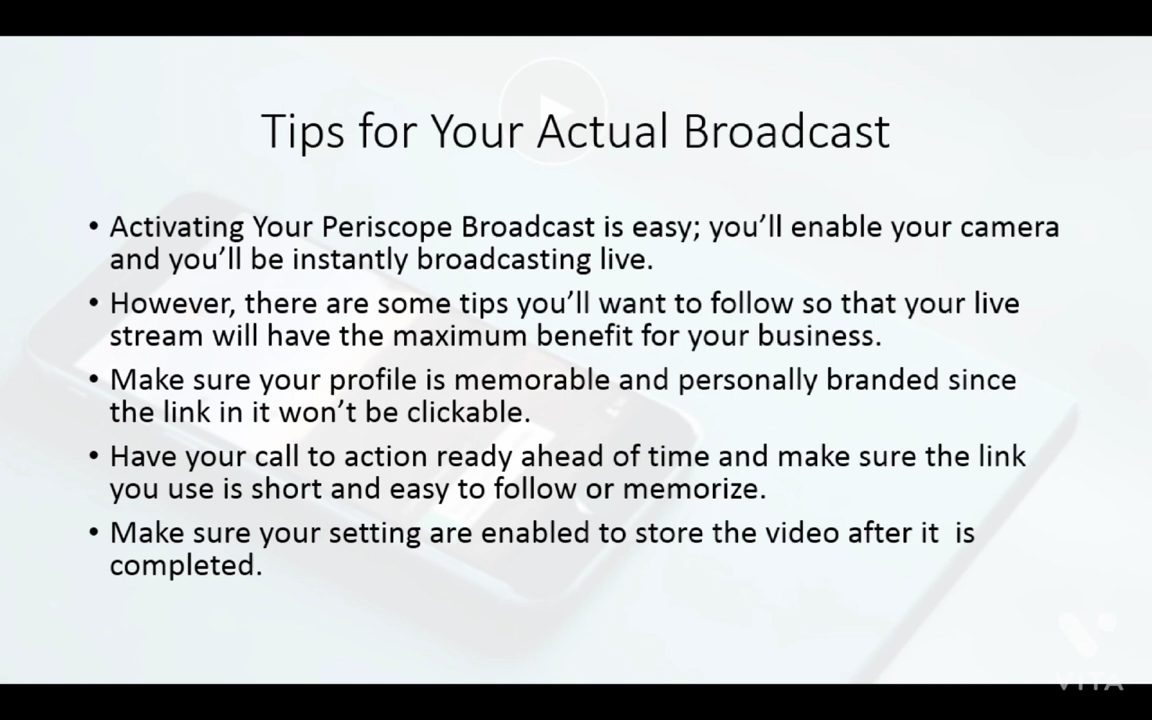 Tips for Your Actual Broadcast
• Activating Your Periscope Broadcast is easy; you’ll enable your camera
and you’ll be instantly broadcasting live.
• However, there are some tips you’ll want to follow so that your live
stream will have the maximum benefit for your business.
• Make sure your profile is memorable and personally branded since
the link in it won’t be clickable.
• Have your call to action ready ahead of time and make sure the link
you use is short and easy to follow or memorize.
• Make sure your setting are enabled to store the video after it  is
completed.
VITA